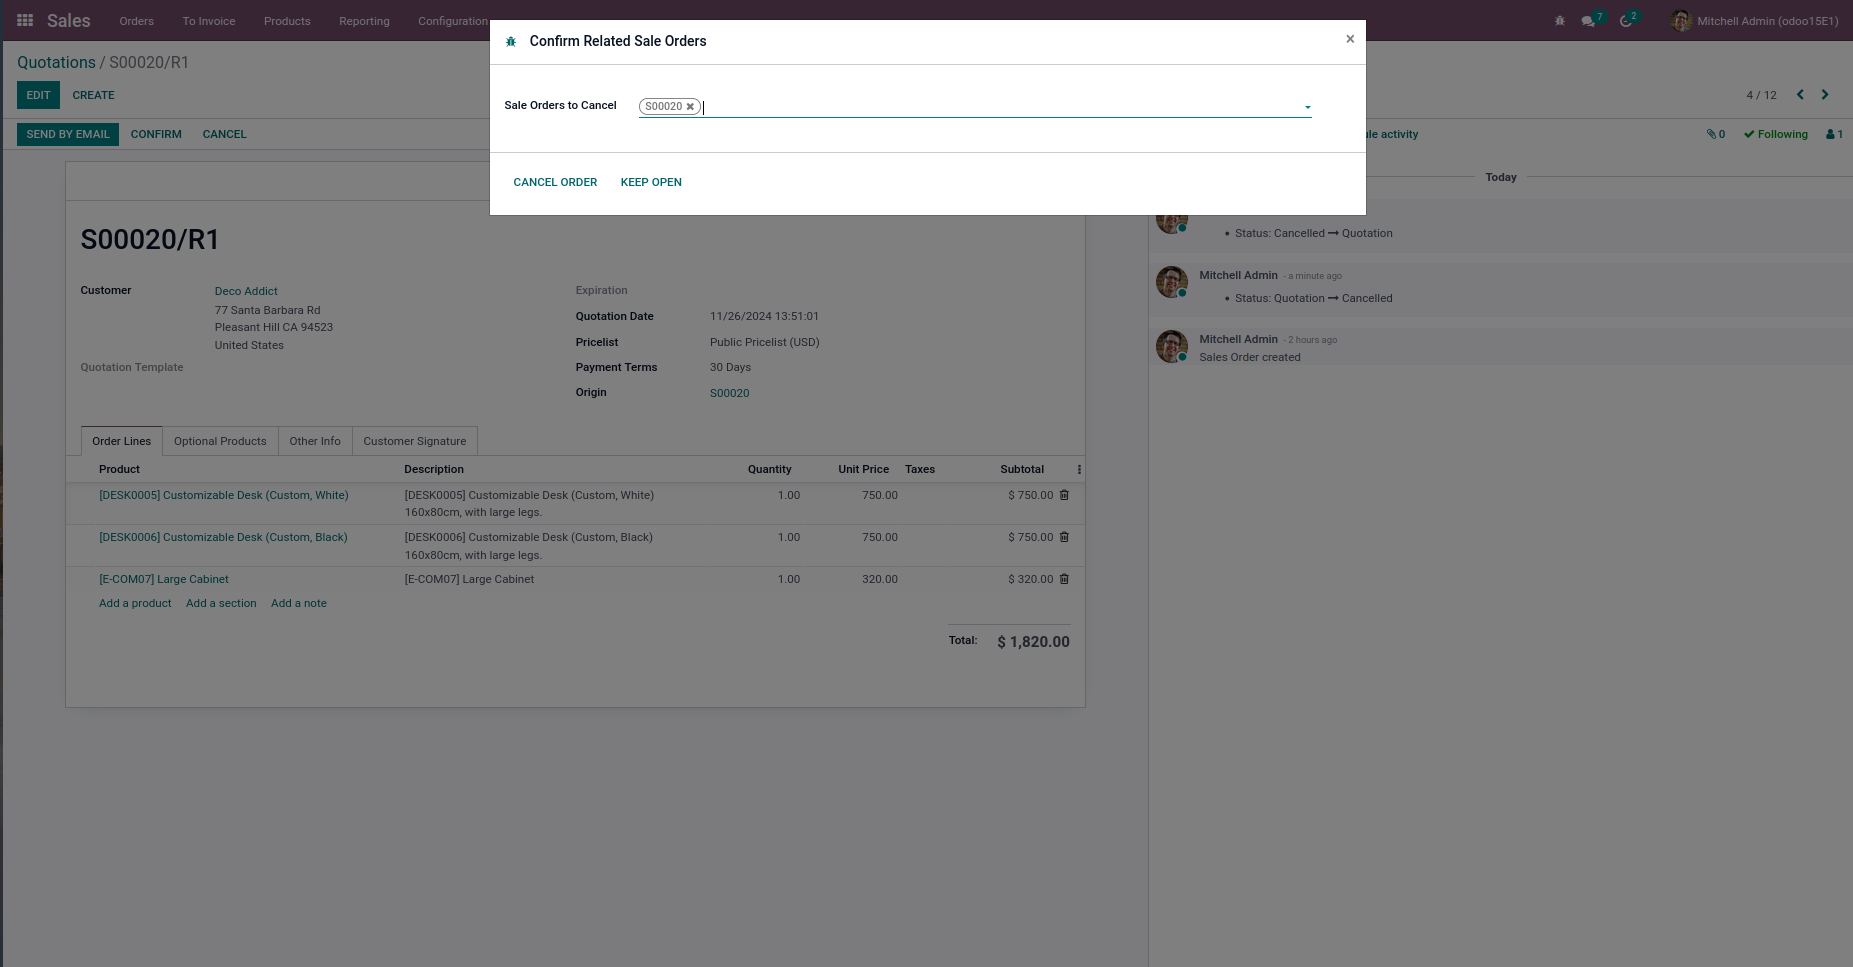 Sales Orders To Invoice Products Reporting Configuration 7 2 Mitchell Admin (odoo15E1)
Confirm Related Sale Orders ×
Sale Orders to Cancel S00020
CANCEL ORDER KEEP OPEN
Quotations / S00020/R1
EDIT CREATE
4 / 12
SEND BY EMAIL CONFIRM CANCEL
ule activity 0 Following 1
S00020/R1
Customer Deco Addict
77 Santa Barbara Rd
Pleasant Hill CA 94523
United States
Quotation Template
Expiration
Quotation Date 11/26/2024 13:51:01
Pricelist Public Pricelist (USD)
Payment Terms 30 Days
Origin S00020
Order Lines Optional Products Other Info Customer Signature
Product Description Quantity Unit Price Taxes Subtotal
[DESK0005] Customizable Desk (Custom, White) [DESK0005] Customizable Desk (Custom, White) 1.00 750.00 $ 750.00
160x80cm, with large legs.
[DESK0006] Customizable Desk (Custom, Black) [DESK0006] Customizable Desk (Custom, Black) 1.00 750.00 $ 750.00
160x80cm, with large legs.
[E-COM07] Large Cabinet [E-COM07] Large Cabinet 1.00 320.00 $ 320.00
Add a product Add a section Add a note
Total: $ 1,820.00
Today
• Status: Cancelled → Quotation
Mitchell Admin - a minute ago
• Status: Quotation → Cancelled
Mitchell Admin - 2 hours ago
Sales Order created